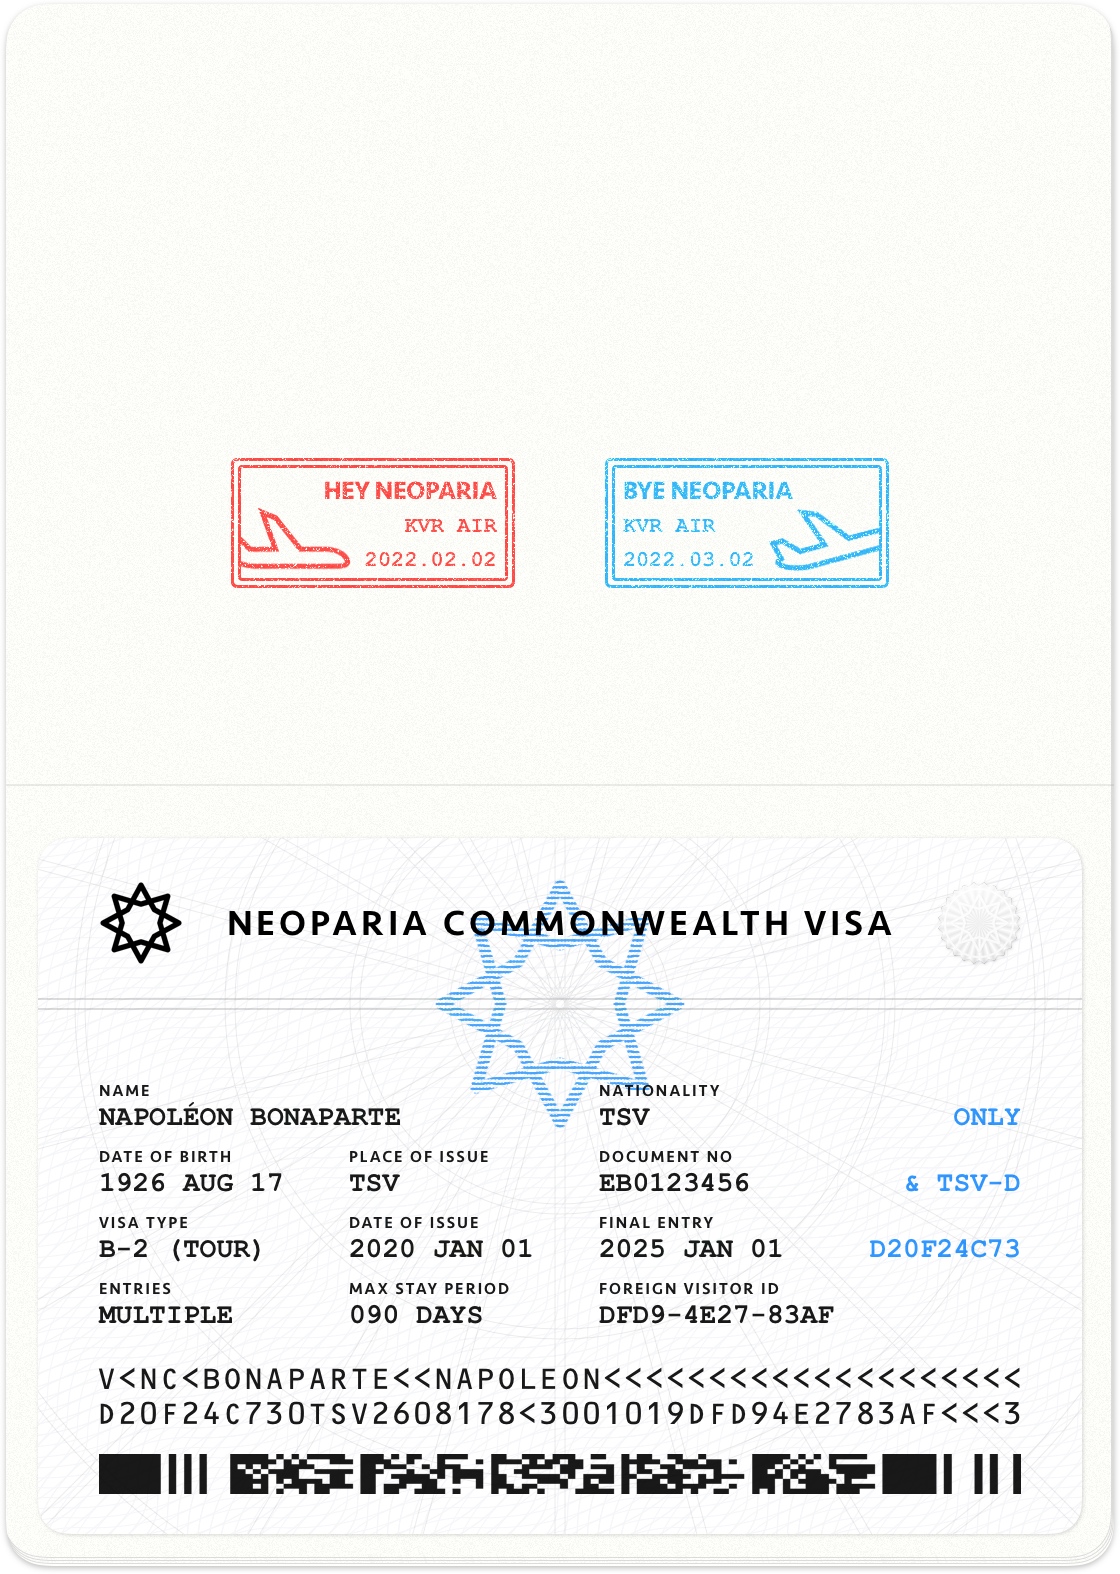 HEY NEOPARIA
KVR AIR
2022.02.02
BYE NEOPARIA
KVR AIR
2022.03.02
NEOPARIA COMMONWEALTH VISA
NAME NATIONALITY
NAPOLÉON BONAPARTE TSV ONLY
DATE OF BIRTH PLACE OF ISSUE DOCUMENT NO
1926 AUG 17 TSV EB0123456 & TSV-D
VISA TYPE DATE OF ISSUE FINAL ENTRY
B-2 (TOUR) 2020 JAN 01 2025 JAN 01 D20F24C73
ENTRIES MAX STAY PERIOD FOREIGN VISITOR ID
MULTIPLE 090 DAYS DFD9-4E27-83AF
V<NC<BONAPARTE<<NAPOLEON<<<<<<<<<<<<<<<<<<<<
D20F24C730TSV2608178<3001019DFD94E2783AF<<<3